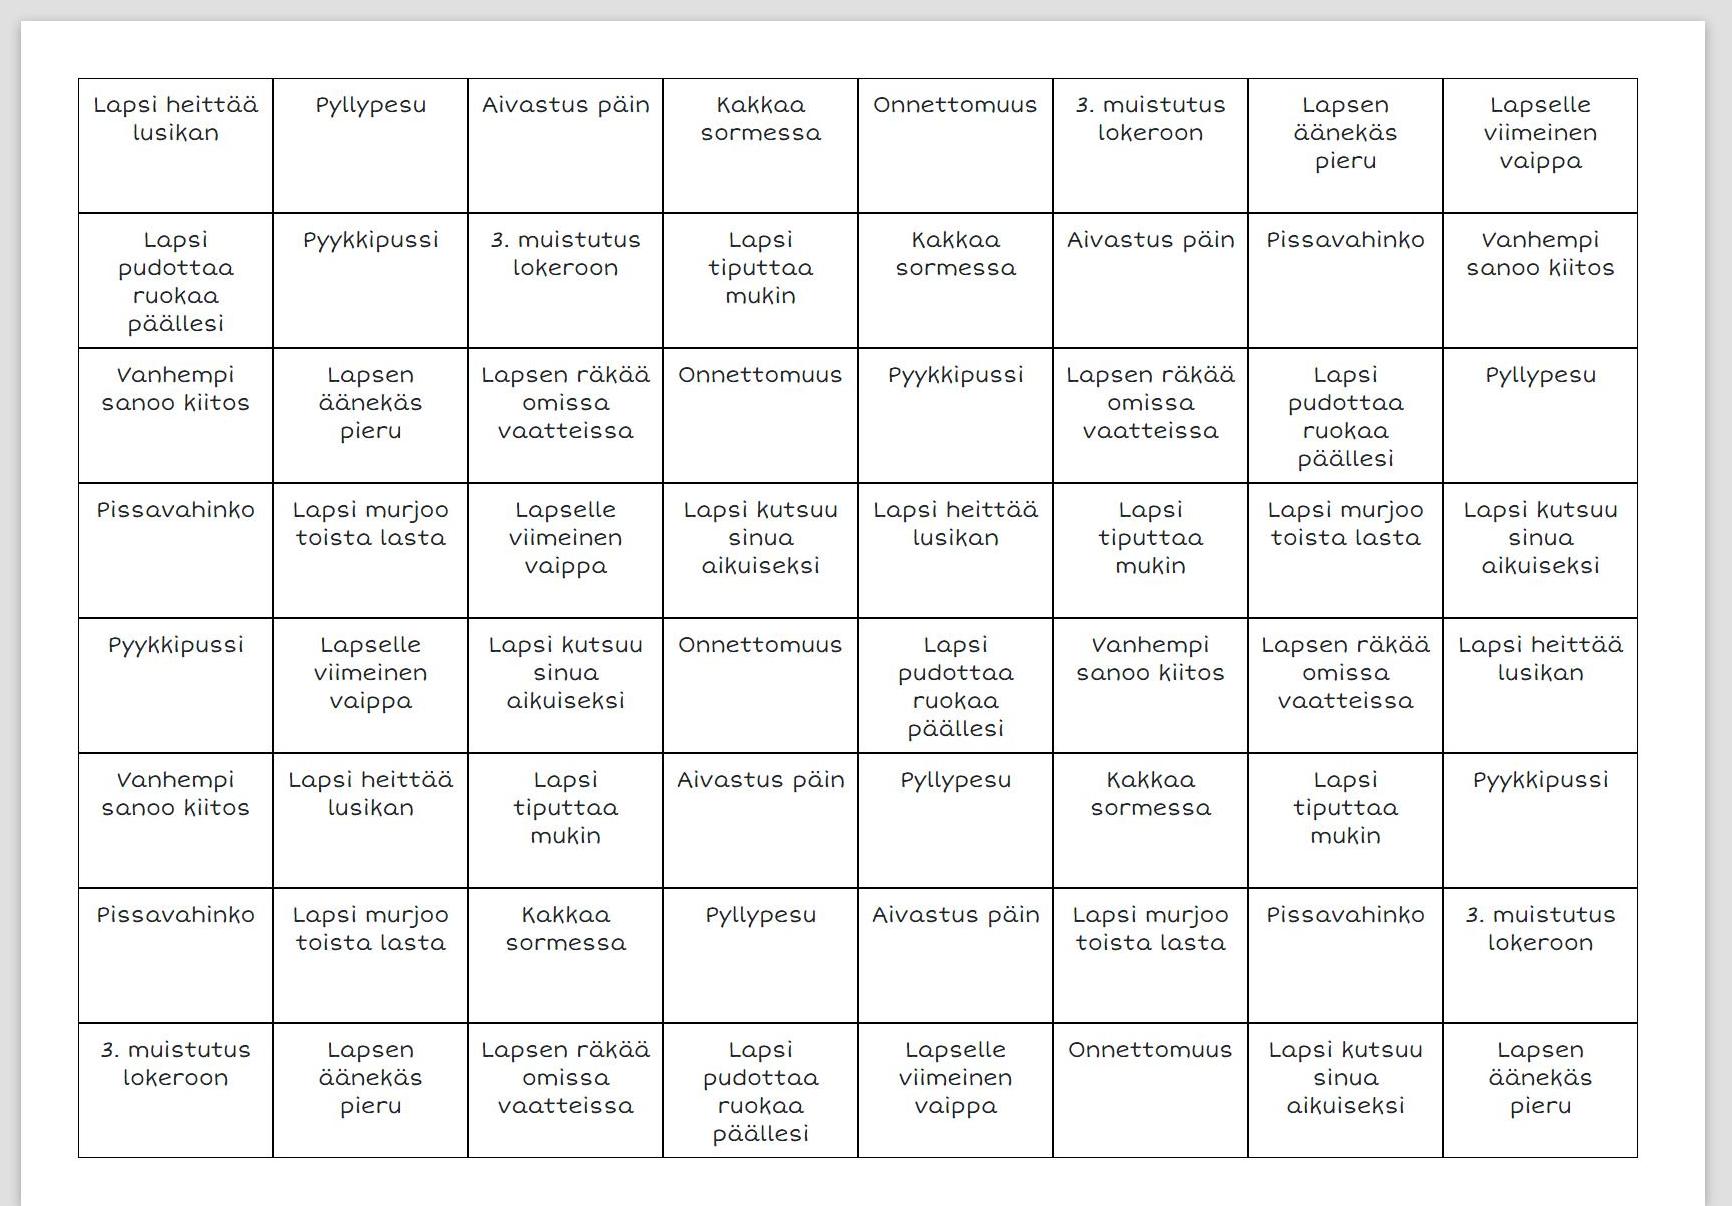 Lapsi heittää
lusikan
Pyllypesu
Aivastus päin
Kakkaa
sormessa
Onnettomuus
3. muistutus
lokeroon
Lapsen
äänekäs
pieru
Lapselle
viimeinen
vaippa
Lapsi
pudottaa
ruokaa
päällesi
Pyykkipussi
3. muistutus
lokeroon
Lapsi
tiputtaa
mukin
Kakkaa
sormessa
Aivastus päin
Pissavahinko
Vanhempi
sanoo kiitos
Vanhempi
sanoo kiitos
Lapsen
äänekäs
pieru
Lapsen räkää
omissa
vaatteissa
Onnettomuus
Pyykkipussi
Lapsen räkää
omissa
vaatteissa
Lapsi
pudottaa
ruokaa
päällesi
Pyllypesu
Pissavahinko
Lapsi murjoo
toista lasta
Lapselle
viimeinen
vaippa
Lapsi kutsuu
sinua
aikuiseksi
Lapsi heittää
lusikan
Lapsi
tiputtaa
mukin
Lapsi murjoo
toista lasta
Lapsi kutsuu
sinua
aikuiseksi
Pyykkipussi
Lapselle
viimeinen
vaippa
Lapsi kutsuu
sinua
aikuiseksi
Onnettomuus
Lapsi
pudottaa
ruokaa
päällesi
Vanhempi
sanoo kiitos
Lapsen räkää
omissa
vaatteissa
Lapsi heittää
lusikan
Vanhempi
sanoo kiitos
Lapsi heittää
lusikan
Lapsi
tiputtaa
mukin
Aivastus päin
Pyllypesu
Kakkaa
sormessa
Lapsi
tiputtaa
mukin
Pyykkipussi
Pissavahinko
Lapsi murjoo
toista lasta
Kakkaa
sormessa
Pyllypesu
Aivastus päin
Lapsi murjoo
toista lasta
Pissavahinko
3. muistutus
lokeroon
3. muistutus
lokeroon
Lapsen
äänekäs
pieru
Lapsen räkää
omissa
vaatteissa
Lapsi
pudottaa
ruokaa
päällesi
Lapselle
viimeinen
vaippa
Onnettomuus
Lapsi kutsuu
sinua
aikuiseksi
Lapsen
äänekäs
pieru